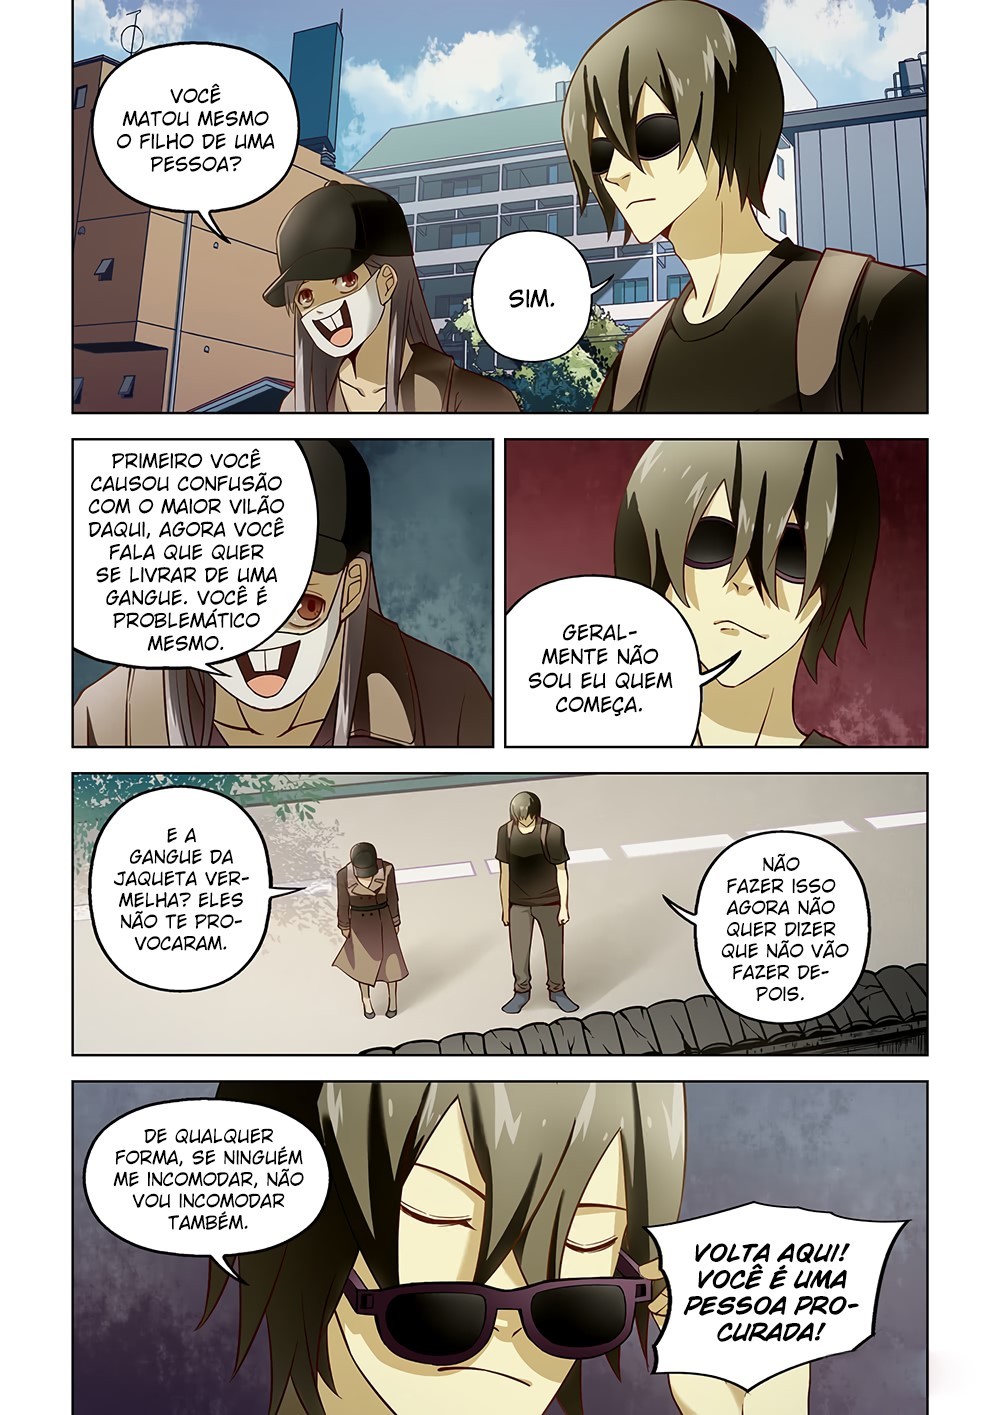 VOCÊ
MATOU MESMO
O FILHO DE UMA
PESSOA?
SIM.
PRIMEIRO VOCÊ
CAUSOU CONFUSÃO
COM O MAIOR VILÃO
DAQUI, AGORA VOCÊ
FALA QUE QUER
SE LIVRAR DE UMA
GANGUE. VOCÊ É
PROBLEMÁTICO
MESMO.
GERAL-
MENTE NÃO
SOU EU QUEM
COMEÇA.
E A
GANGUE DA
JAQUETA VER-
MELHA? ELES
NÃO TE PRO-
VOCARAM.
NÃO
FAZER ISSO
AGORA NÃO
QUER DIZER
QUE NÃO VÃO
FAZER DE-
POIS.
DE QUALQUER
FORMA, SE NINGUÉM
ME INCOMODAR, NÃO
VOU INCOMODAR
TAMBÉM.
VOLTA AQUI!
VOCÊ É UMA
PESSOA PRO-
CURADA!